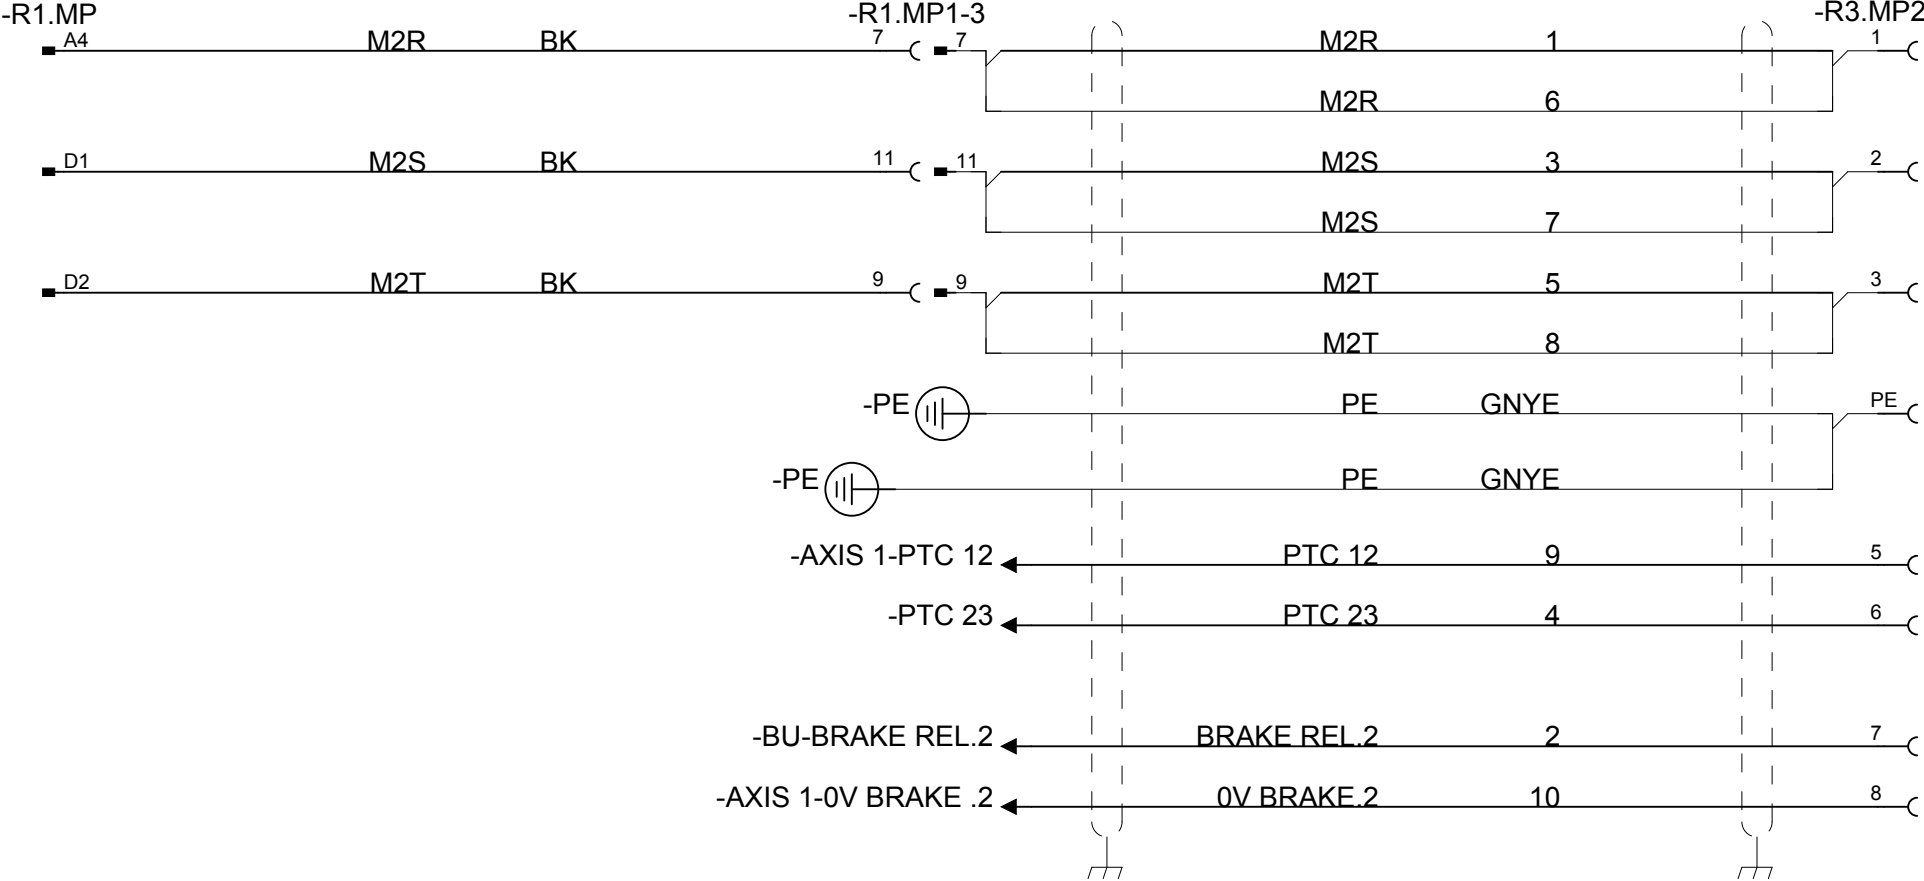 -R1.MP -R1.MP1-3 -R3.MP2
A4 M2R BK 7 7 M2R 1 1
M2R 6
D1 M2S BK 11 11 M2S 3 2
M2S 7
D2 M2T BK 9 9 M2T 5 3
M2T 8
-PE PE GNYE PE
-PE PE GNYE
-AXIS 1-PTC 12 PTC 12 9 5
-PTC 23 PTC 23 4 6
-BU-BRAKE REL.2 BRAKE REL.2 2 7
-AXIS 1-0V BRAKE .2 0V BRAKE.2 10 8